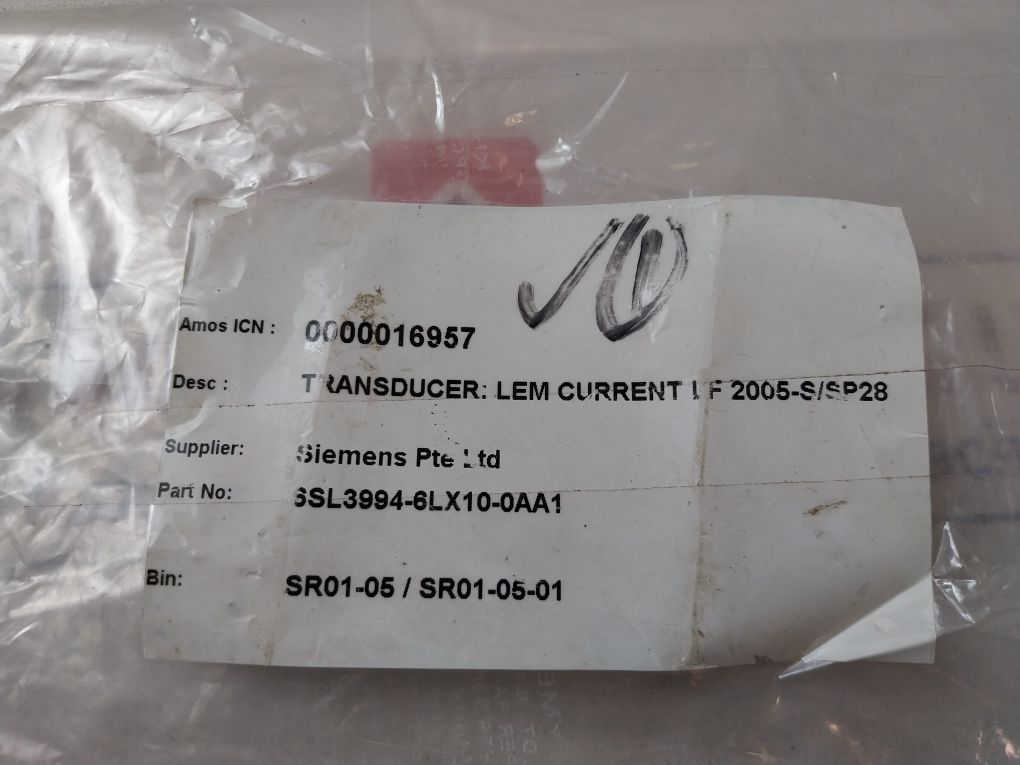 Amos ICN : 0000016957
Desc : TRANSDUCER: LEM CURRENT LF 2005-S/SP28
Supplier: Siemens Pte Ltd
Part No: 6SL3994-6LX10-0AA1
Bin: SR01-05 / SR01-05-01